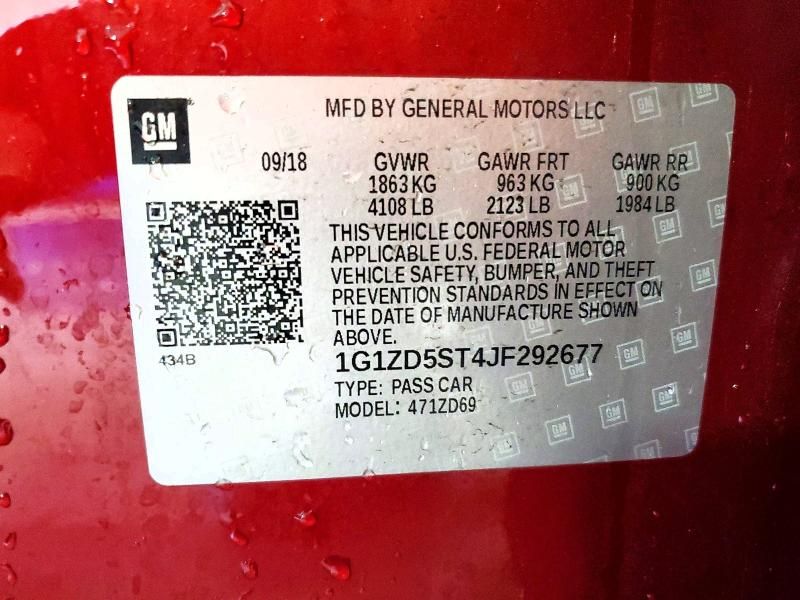 GM
MFD BY GENERAL MOTORS LLC
09/18 GVWR GAWR FRT GAWR RR
1863 KG 963 KG 900 KG
4108 LB 2123 LB 1984 LB
THIS VEHICLE CONFORMS TO ALL
APPLICABLE U.S. FEDERAL MOTOR
VEHICLE SAFETY, BUMPER, AND THEFT
PREVENTION STANDARDS IN EFFECT ON
THE DATE OF MANUFACTURE SHOWN
ABOVE.
434B
1G1ZD5ST4JF292677
TYPE: PASS CAR
MODEL: 471ZD69